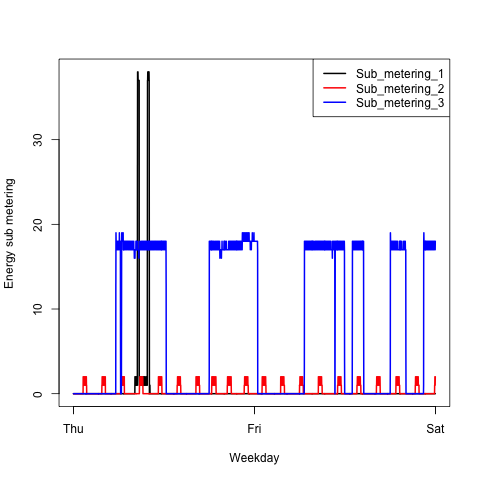 Sub_metering_1
Sub_metering_2
Sub_metering_3
Energy sub metering
30
20
10
0
Thu
Fri
Sat
Weekday